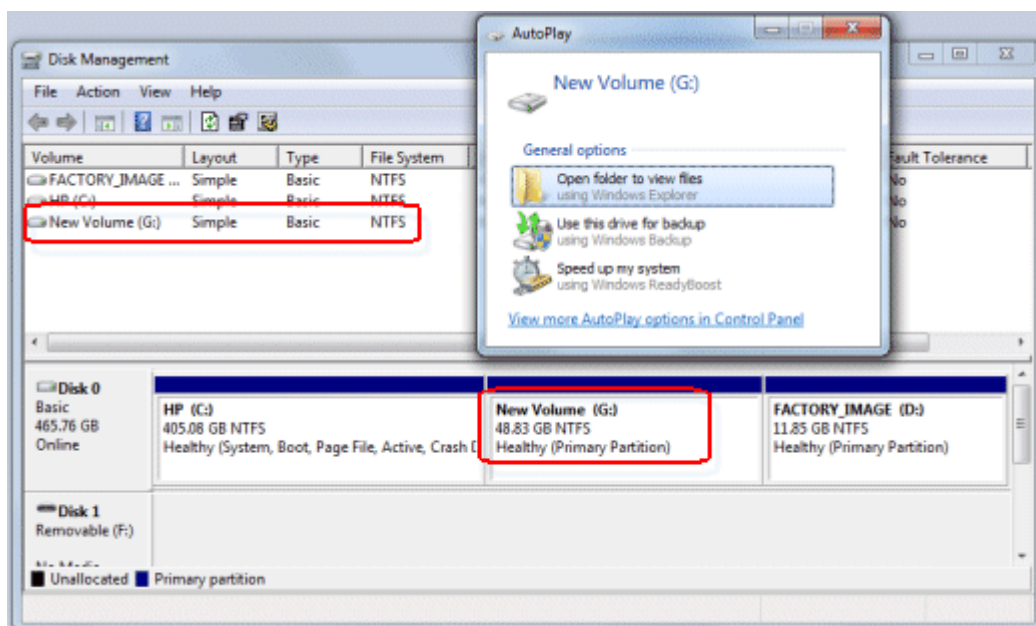 AutoPlay
New Volume (G:)
General options
Open folder to view files
using Windows Explorer
Use this drive for backup
using Windows Backup
Speed up my system
using Windows ReadyBoost
View more AutoPlay options in Control Panel
Disk Management
File Action View Help
Volume Layout Type File System Fault Tolerance
FACTORY_IMAGE ... Simple Basic NTFS No
HP (C:) Simple Basic NTFS No
New Volume (G:) Simple Basic NTFS No
Disk 0
Basic
465.76 GB
Online
HP (C:)
405.08 GB NTFS
Healthy (System, Boot, Page File, Active, Crash D
New Volume (G:)
48.83 GB NTFS
Healthy (Primary Partition)
FACTORY_IMAGE (D:)
11.85 GB NTFS
Healthy (Primary Partition)
Disk 1
Removable (F:)
No Media
Unallocated Primary partition